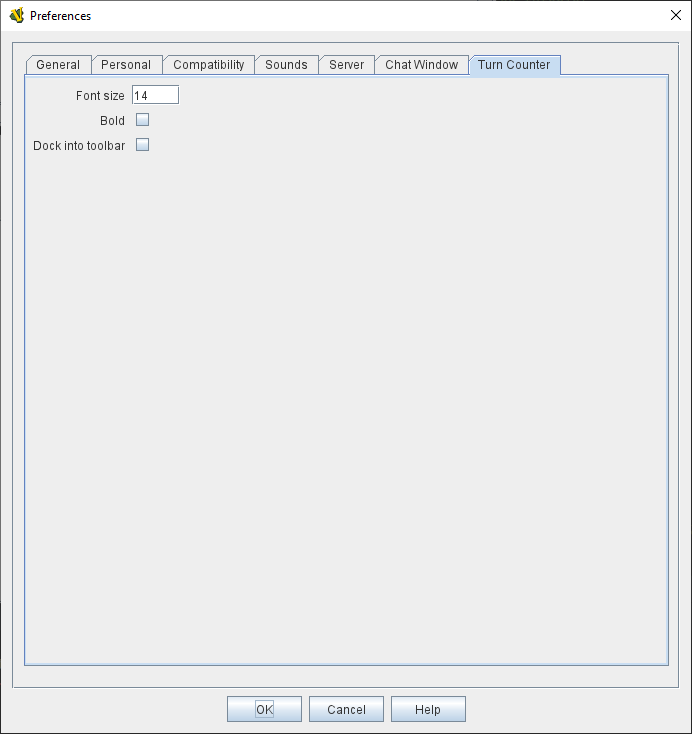 Preferences
General Personal Compatibility Sounds Server Chat Window Turn Counter
Font size 14
Bold
Dock into toolbar
OK Cancel Help